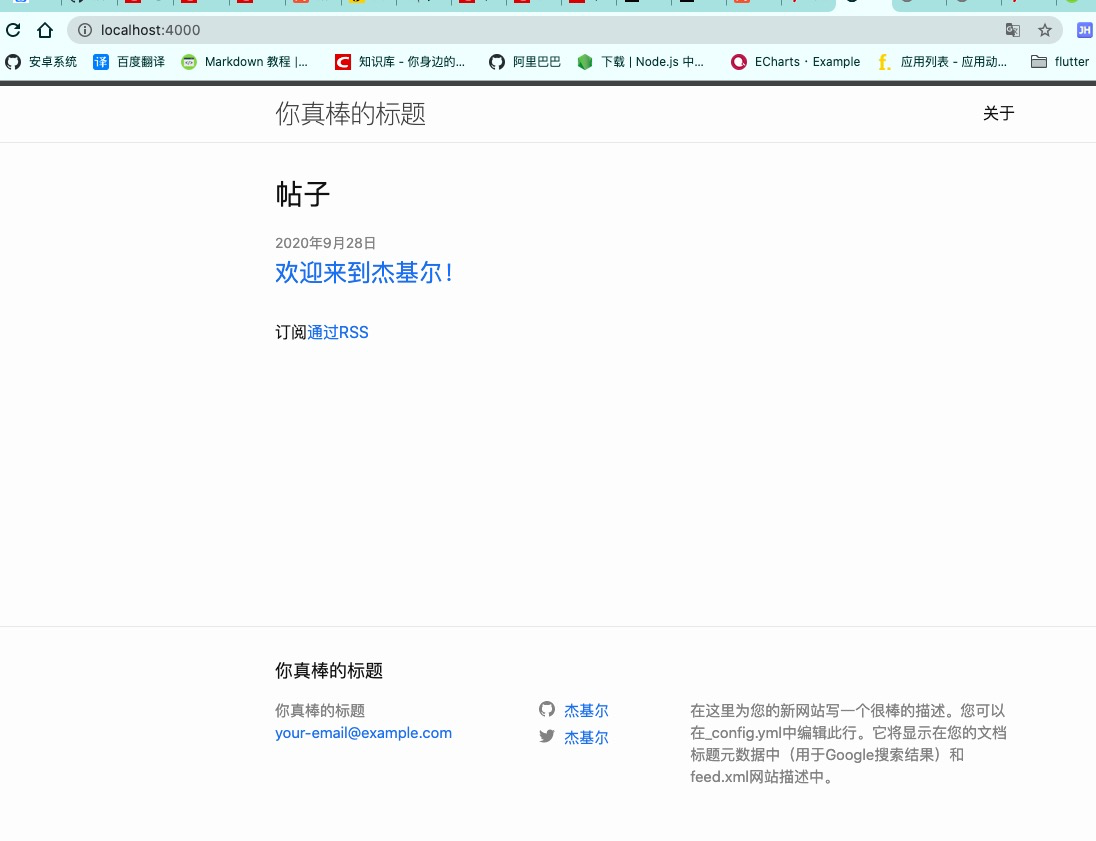 localhost:4000
JH
安卓系统 百度翻译 Markdown 教程 |... 知识库 - 你身边的... 阿里巴巴 下载 | Node.js 中... ECharts · Example 应用列表 - 应用动... flutter
你真棒的标题 关于
帖子
2020年9月28日
欢迎来到杰基尔！
订阅通过RSS
你真棒的标题
你真棒的标题
your-email@example.com
杰基尔
杰基尔
在这里为您的新网站写一个很棒的描述。您可以
在_config.yml中编辑此行。它将显示在您的文档
标题元数据中（用于Google搜索结果）和
feed.xml网站描述中。